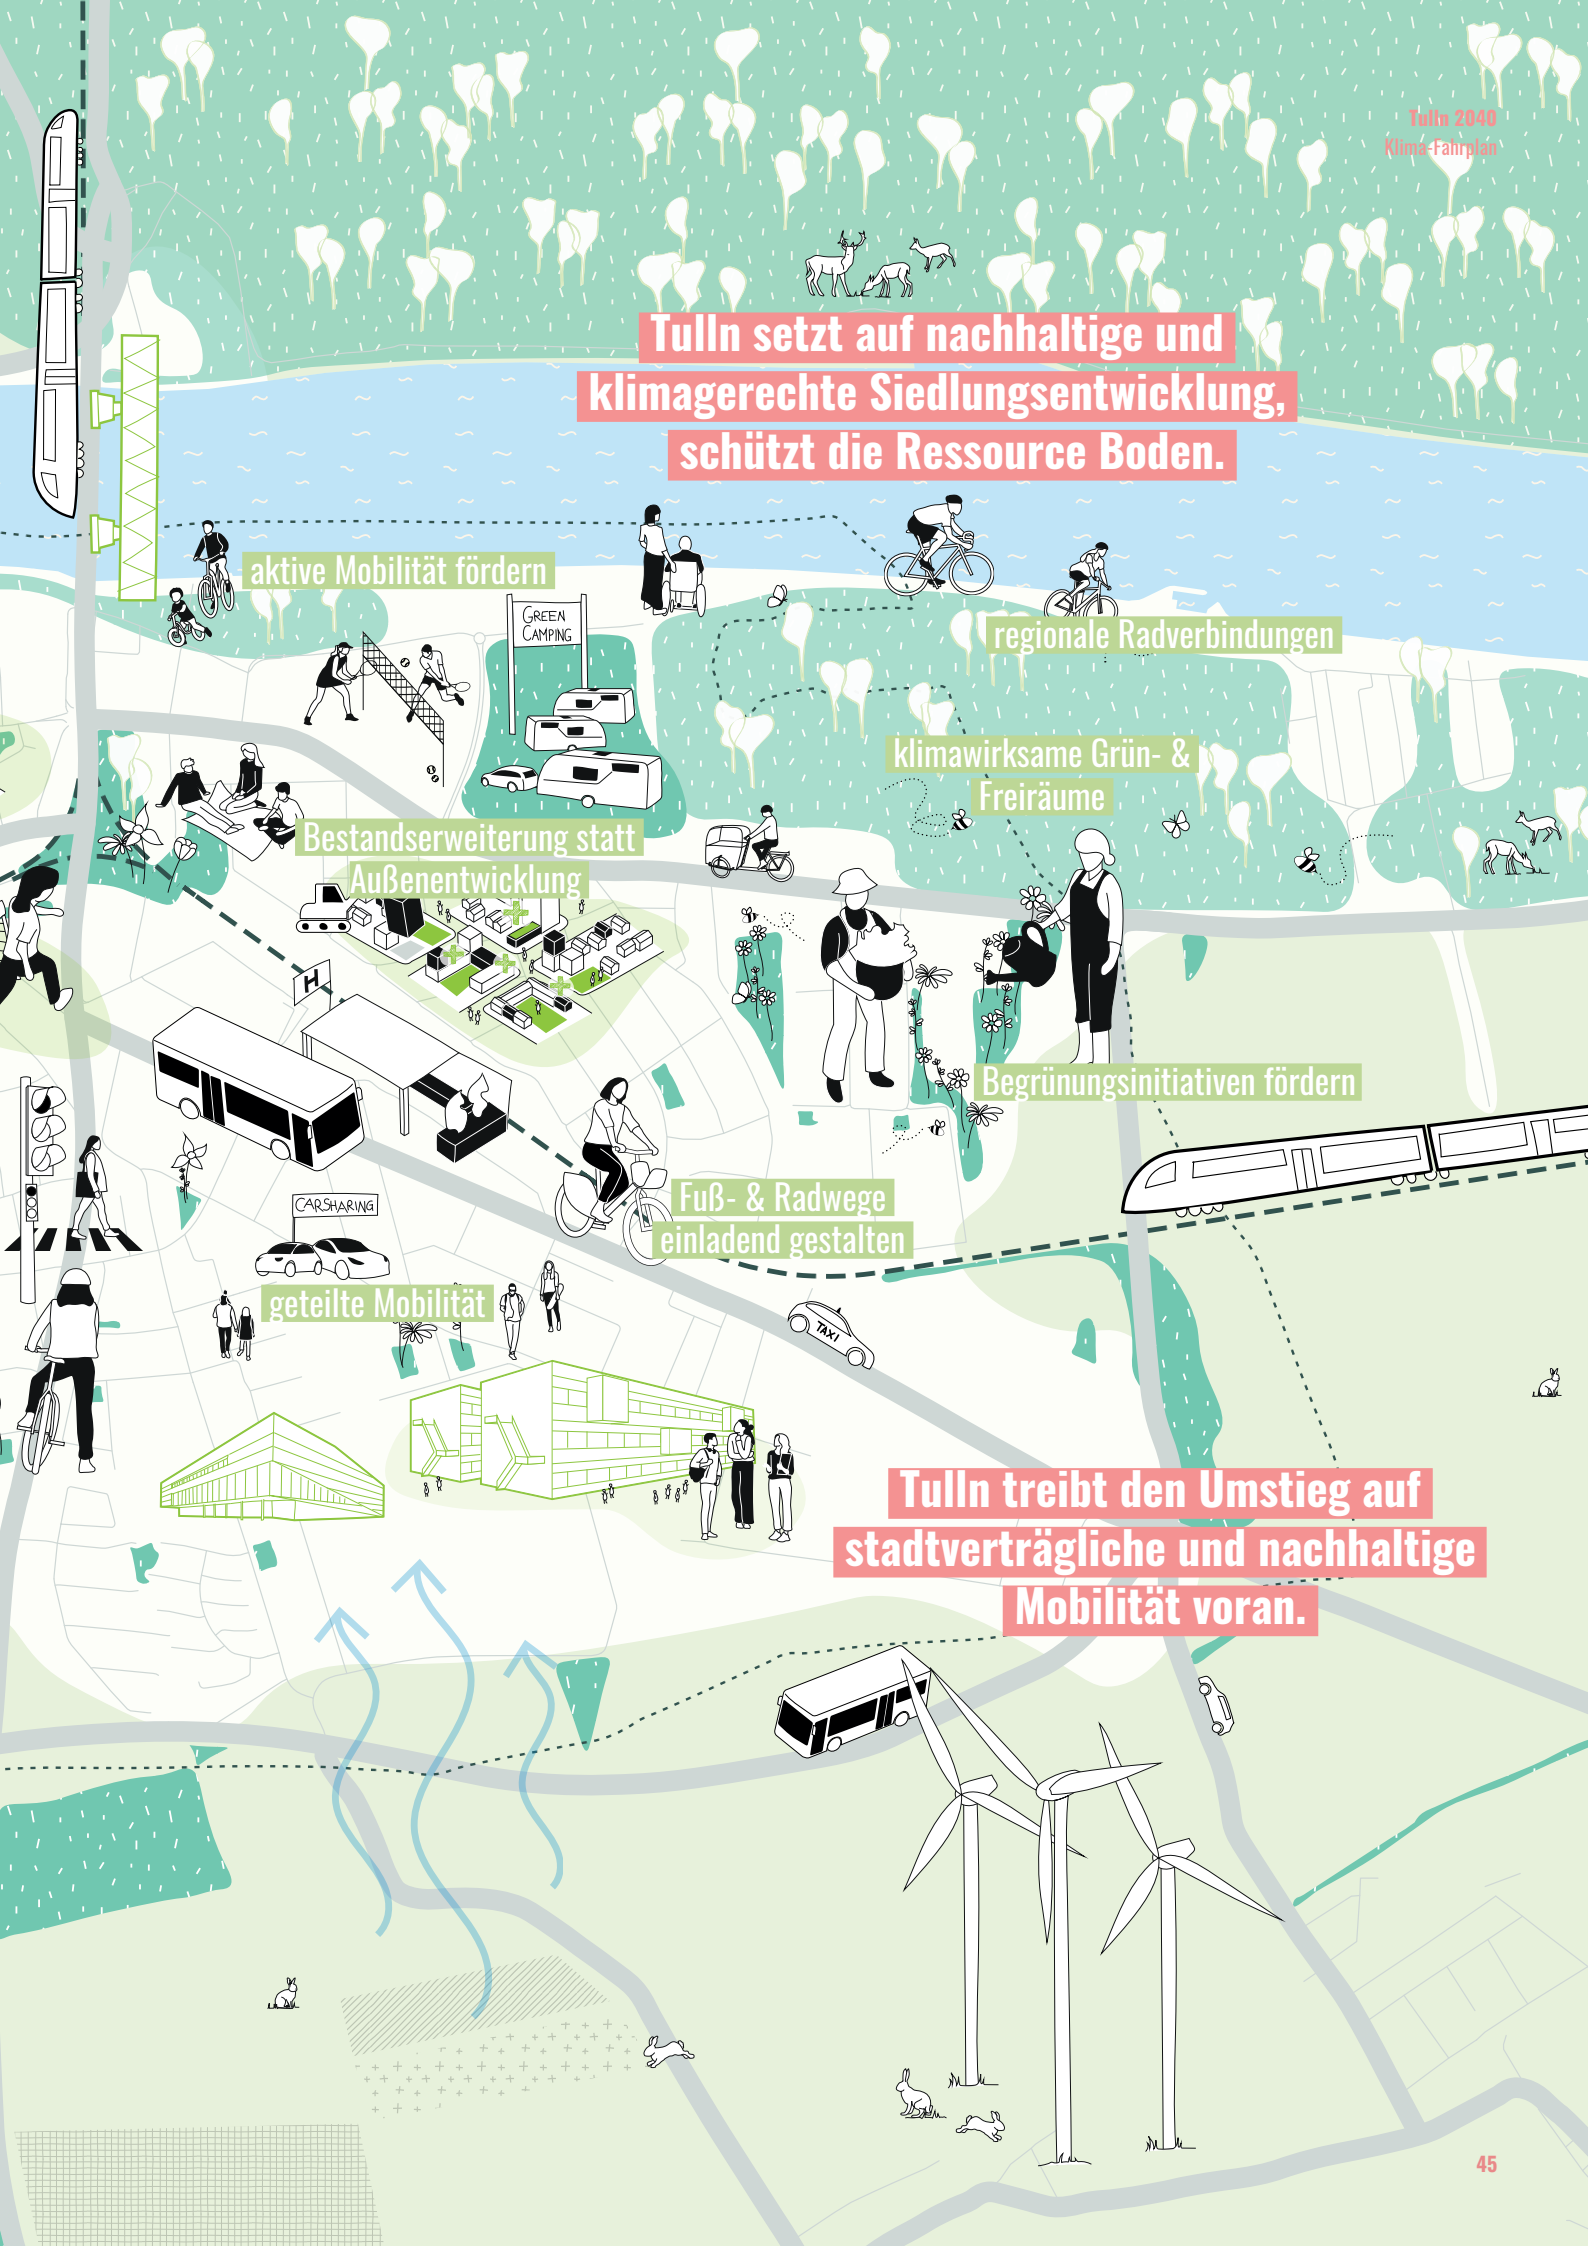 Tulln 2040
Klima-Fahrplan
Tulln setzt auf nachhaltige und
klimagerechte Siedlungsentwicklung,
schützt die Ressource Boden.
aktive Mobilität fördern
GREEN
CAMPING
regionale Radverbindungen
klimawirksame Grün- &
Freiräume
Bestandserweiterung statt
Außenentwicklung
H
Begrünungsinitiativen fördern
CARSHARING
Fuß- & Radwege
einladend gestalten
geteilte Mobilität
TAXI
Tulln treibt den Umstieg auf
stadtverträgliche und nachhaltige
Mobilität voran.
45